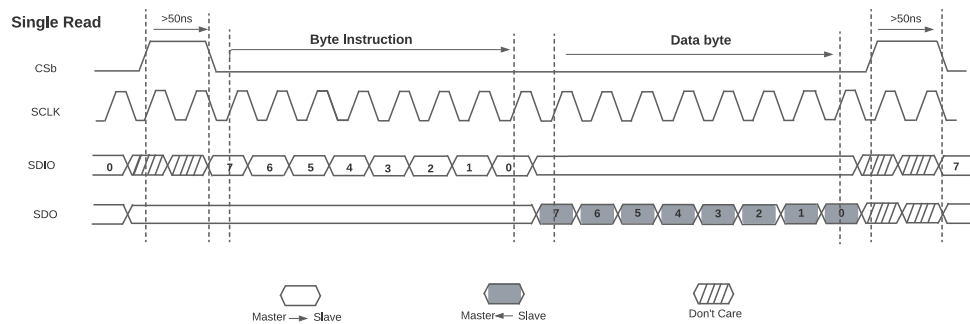 Single Read
>50ns
Byte Instruction
Data byte
>50ns
CSb
SCLK
SDIO
0
7 6 5 4 3 2 1 0
7
SDO
7 6 5 4 3 2 1 0
Master → Slave
Master ← Slave
Don't Care